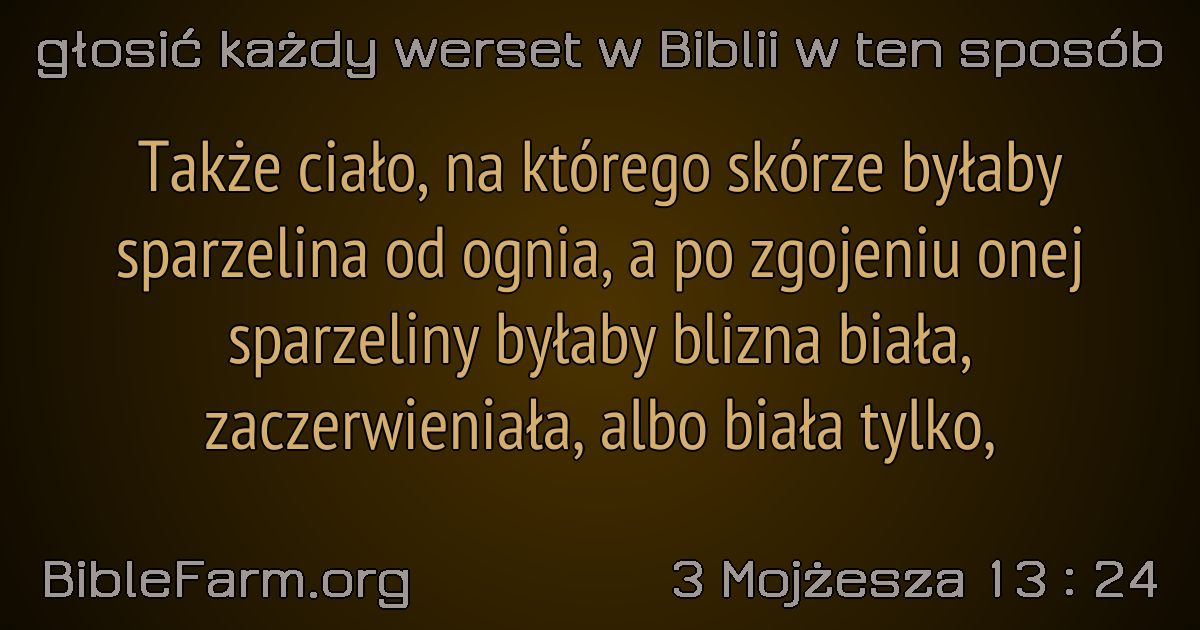 głosić każdy werset w Biblii w ten sposób
Także ciało, na którego skórze byłaby
sparzelina od ognia, a po zgojeniu onej
sparzeliny byłaby blizna biała,
zaczerwieniała, albo biała tylko,
BibleFarm.org
3 Mojżesza 13 : 24